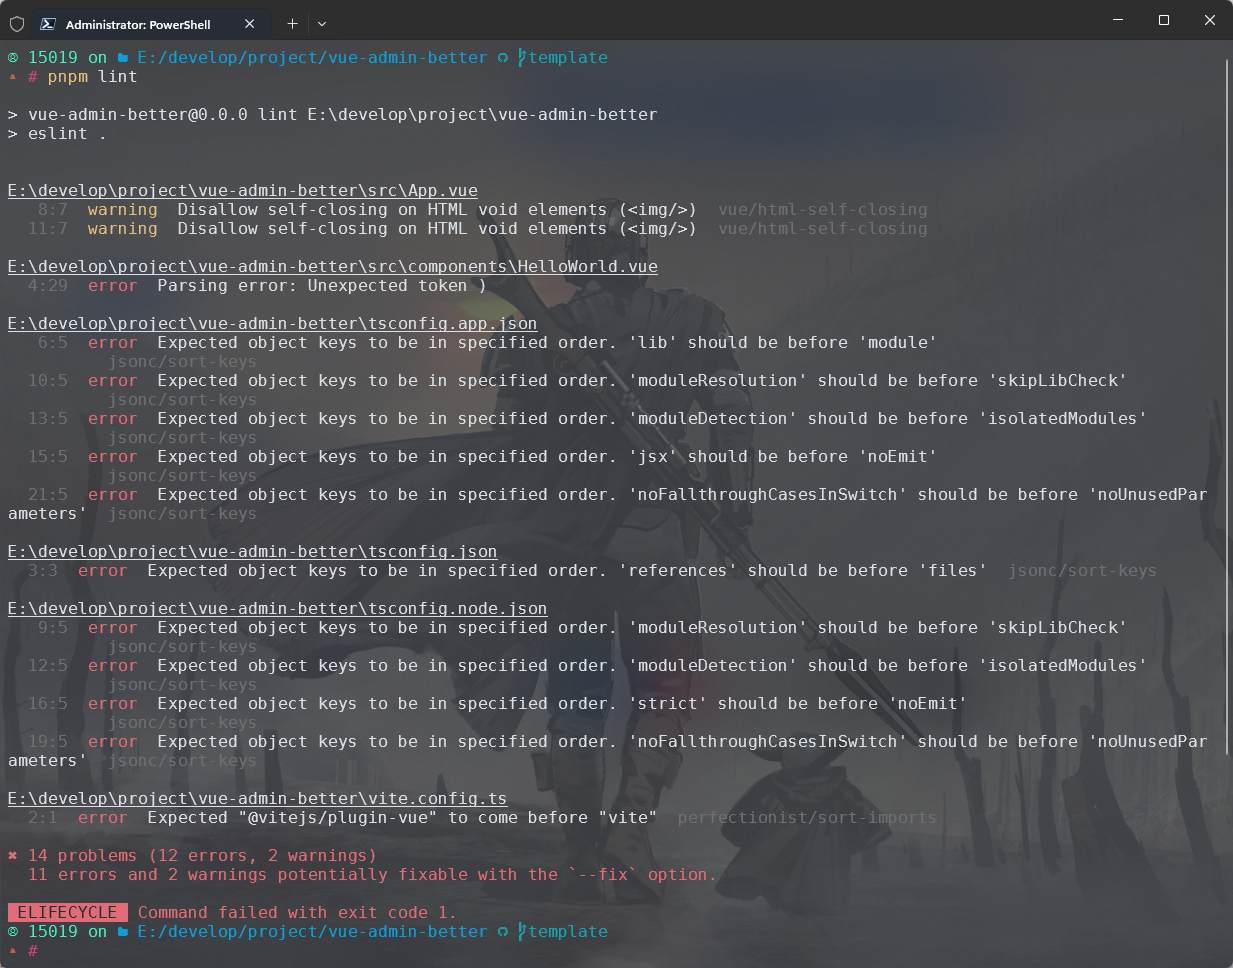 Administrator: PowerShell
15019 on E:/develop/project/vue-admin-better template
# pnpm lint
> vue-admin-better@0.0.0 lint E:\develop\project\vue-admin-better
> eslint .
E:\develop\project\vue-admin-better\src\App.vue
8:7 warning Disallow self-closing on HTML void elements (<img/>) vue/html-self-closing
11:7 warning Disallow self-closing on HTML void elements (<img/>) vue/html-self-closing
E:\develop\project\vue-admin-better\src\components\HelloWorld.vue
4:29 error Parsing error: Unexpected token )
E:\develop\project\vue-admin-better\tsconfig.app.json
6:5 error Expected object keys to be in specified order. 'lib' should be before 'module'
jsonc/sort-keys
10:5 error Expected object keys to be in specified order. 'moduleResolution' should be before 'skipLibCheck'
jsonc/sort-keys
13:5 error Expected object keys to be in specified order. 'moduleDetection' should be before 'isolatedModules'
jsonc/sort-keys
15:5 error Expected object keys to be in specified order. 'jsx' should be before 'noEmit'
jsonc/sort-keys
21:5 error Expected object keys to be in specified order. 'noFallthroughCasesInSwitch' should be before 'noUnusedPar
ameters' jsonc/sort-keys
E:\develop\project\vue-admin-better\tsconfig.json
3:3 error Expected object keys to be in specified order. 'references' should be before 'files' jsonc/sort-keys
E:\develop\project\vue-admin-better\tsconfig.node.json
9:5 error Expected object keys to be in specified order. 'moduleResolution' should be before 'skipLibCheck'
jsonc/sort-keys
12:5 error Expected object keys to be in specified order. 'moduleDetection' should be before 'isolatedModules'
jsonc/sort-keys
16:5 error Expected object keys to be in specified order. 'strict' should be before 'noEmit'
jsonc/sort-keys
19:5 error Expected object keys to be in specified order. 'noFallthroughCasesInSwitch' should be before 'noUnusedPar
ameters' jsonc/sort-keys
E:\develop\project\vue-admin-better\vite.config.ts
2:1 error Expected "@vitejs/plugin-vue" to come before "vite" perfectionist/sort-imports
✖ 14 problems (12 errors, 2 warnings)
11 errors and 2 warnings potentially fixable with the `--fix` option.
ELIFECYCLE Command failed with exit code 1.
15019 on E:/develop/project/vue-admin-better template
#